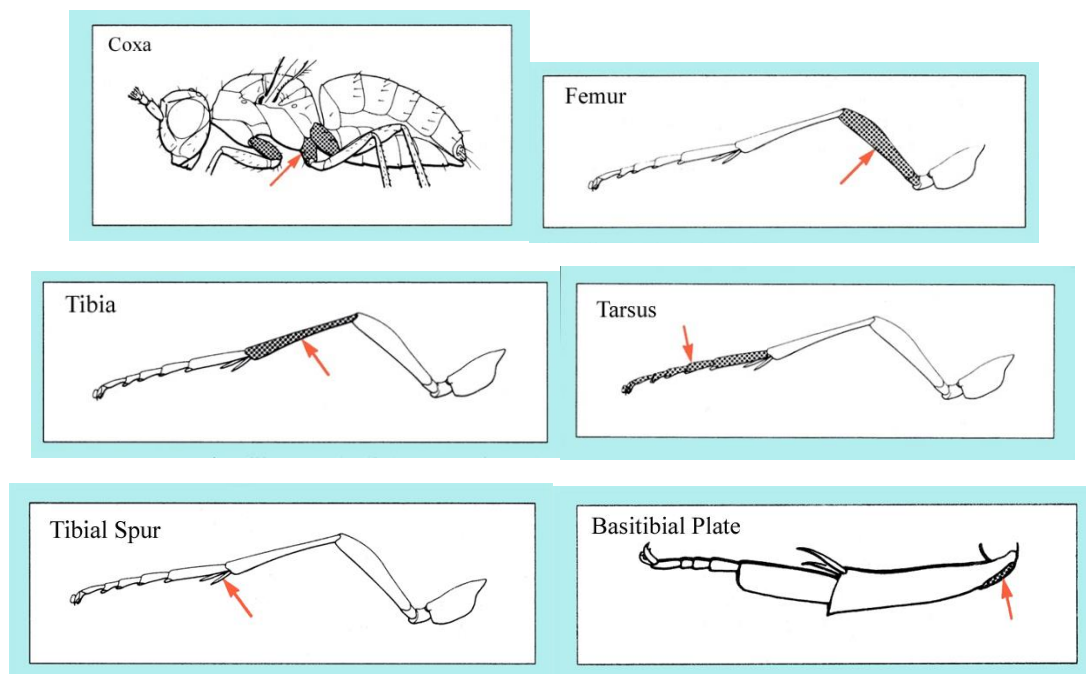 Coxa
Femur
Tibia
Tarsus
Tibial Spur
Basitibial Plate